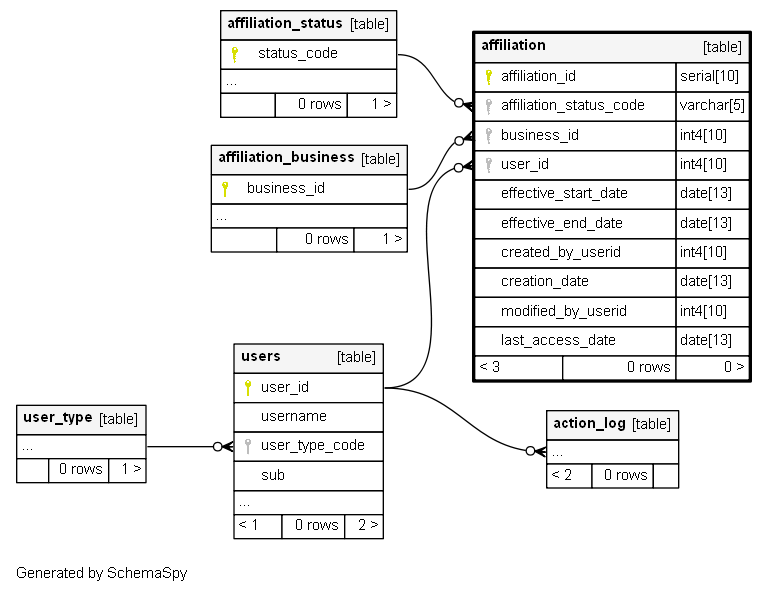 affiliation_status [table]
status_code
...
0 rows 1 >
affiliation [table]
affiliation_id serial[10]
affiliation_status_code varchar[5]
business_id int4[10]
user_id int4[10]
effective_start_date date[13]
effective_end_date date[13]
created_by_userid int4[10]
creation_date date[13]
modified_by_userid int4[10]
last_access_date date[13]
< 3 0 rows 0 >
affiliation_business [table]
business_id
...
0 rows 1 >
users [table]
user_id
username
user_type_code
sub
...
< 1 0 rows 2 >
user_type [table]
...
0 rows 1 >
action_log [table]
...
< 2 0 rows
Generated by SchemaSpy